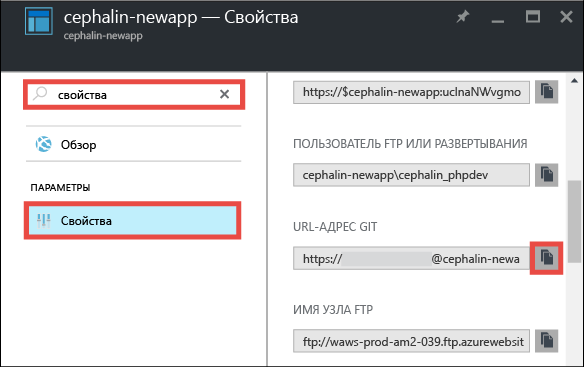 cephalin-newapp — Свойства
cephalin-newapp
свойства
Обзор
ПАРАМЕТРЫ
Свойства
https://$cephalin-newapp:uclnaNWvgmo
ПОЛЬЗОВАТЕЛЬ FTP ИЛИ РАЗВЕРТЫВАНИЯ
cephalin-newapp\cephalin_phpdev
URL-АДРЕС GIT
https:// @cephalin-newa
ИМЯ УЗЛА FTP
ftp://waws-prod-am2-039.ftp.azurewebsit